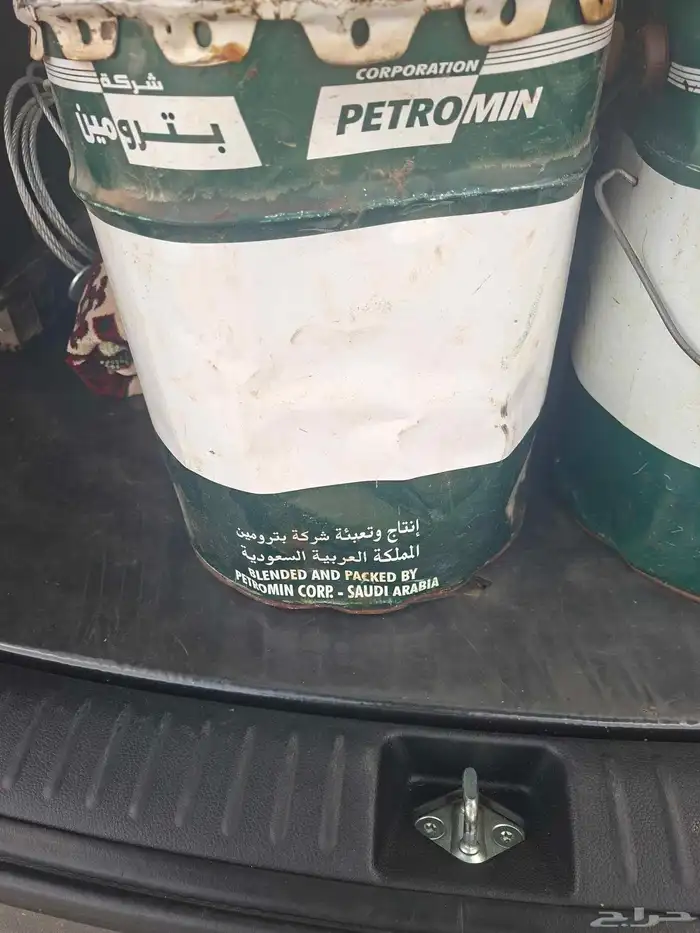 شركة
بترومين
CORPORATION
PETROMIN
إنتاج وتعبئة شركة بترومين
المملكة العربية السعودية
BLENDED AND PACKED BY
PETROMIN CORP. - SAUDI ARABIA
حراج